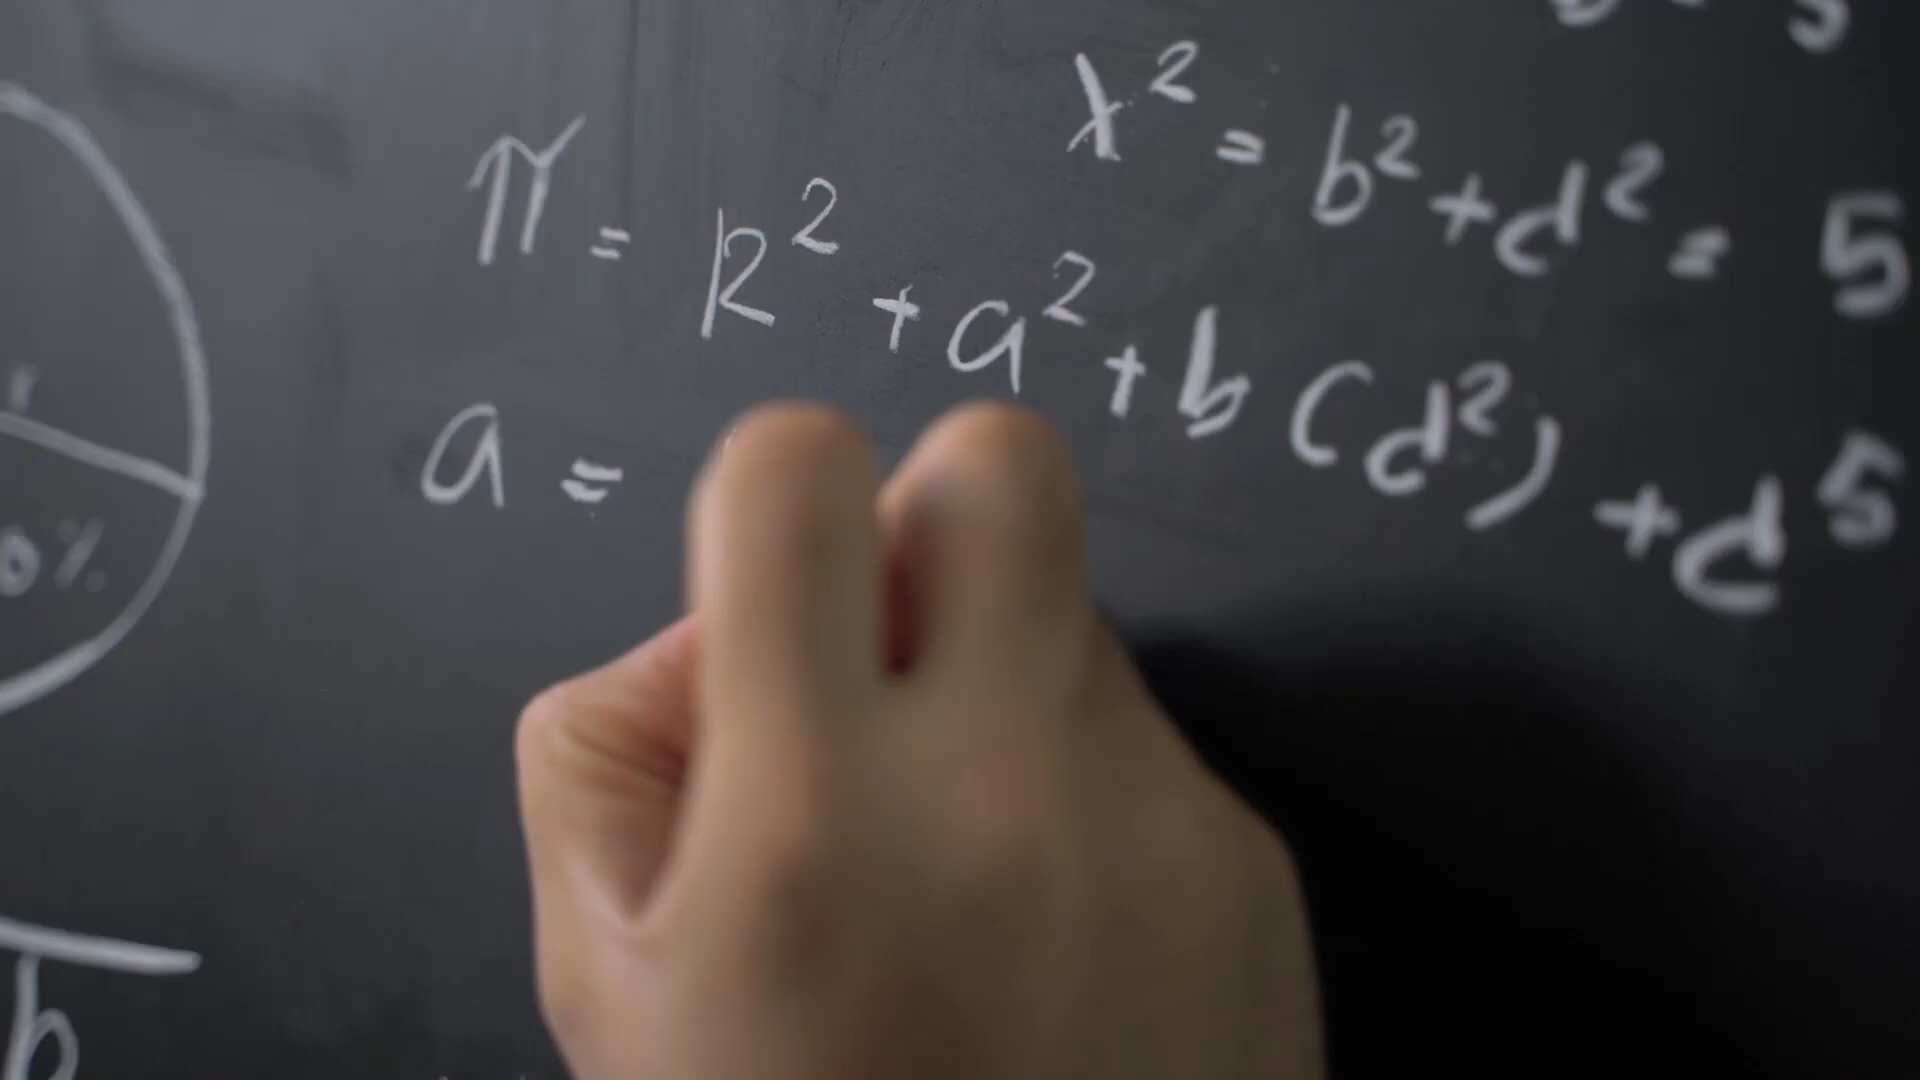 x² = b² + d² = 5
π = R² + a² + b (d²) + d⁵
a =
r
0%
b